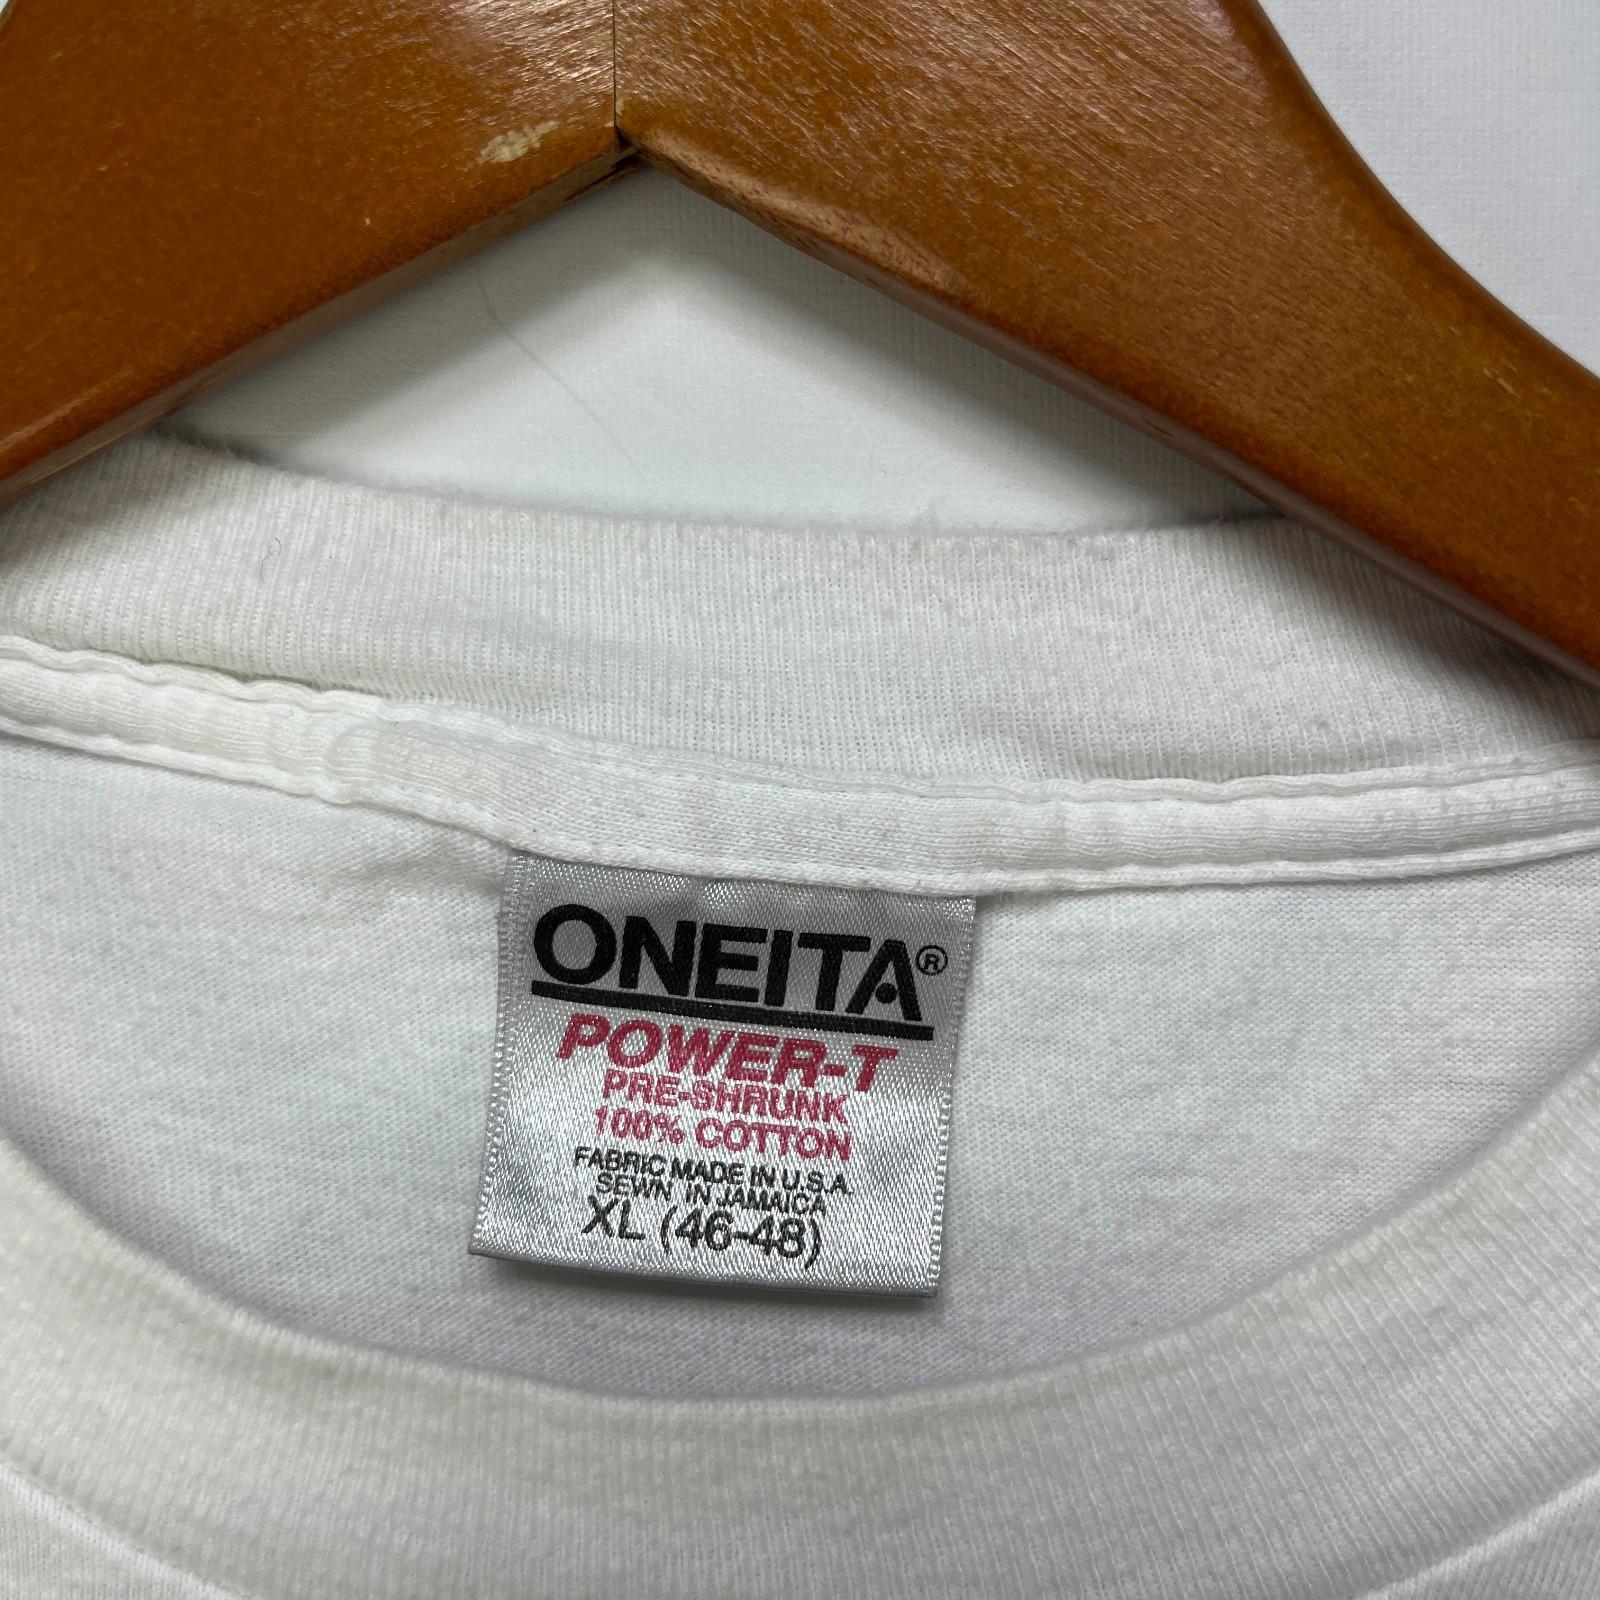 ONEITA®
POWER-T
PRE-SHRUNK
100% COTTON
FABRIC MADE IN U.S.A.
SEWN IN JAMAICA
XL (46-48)